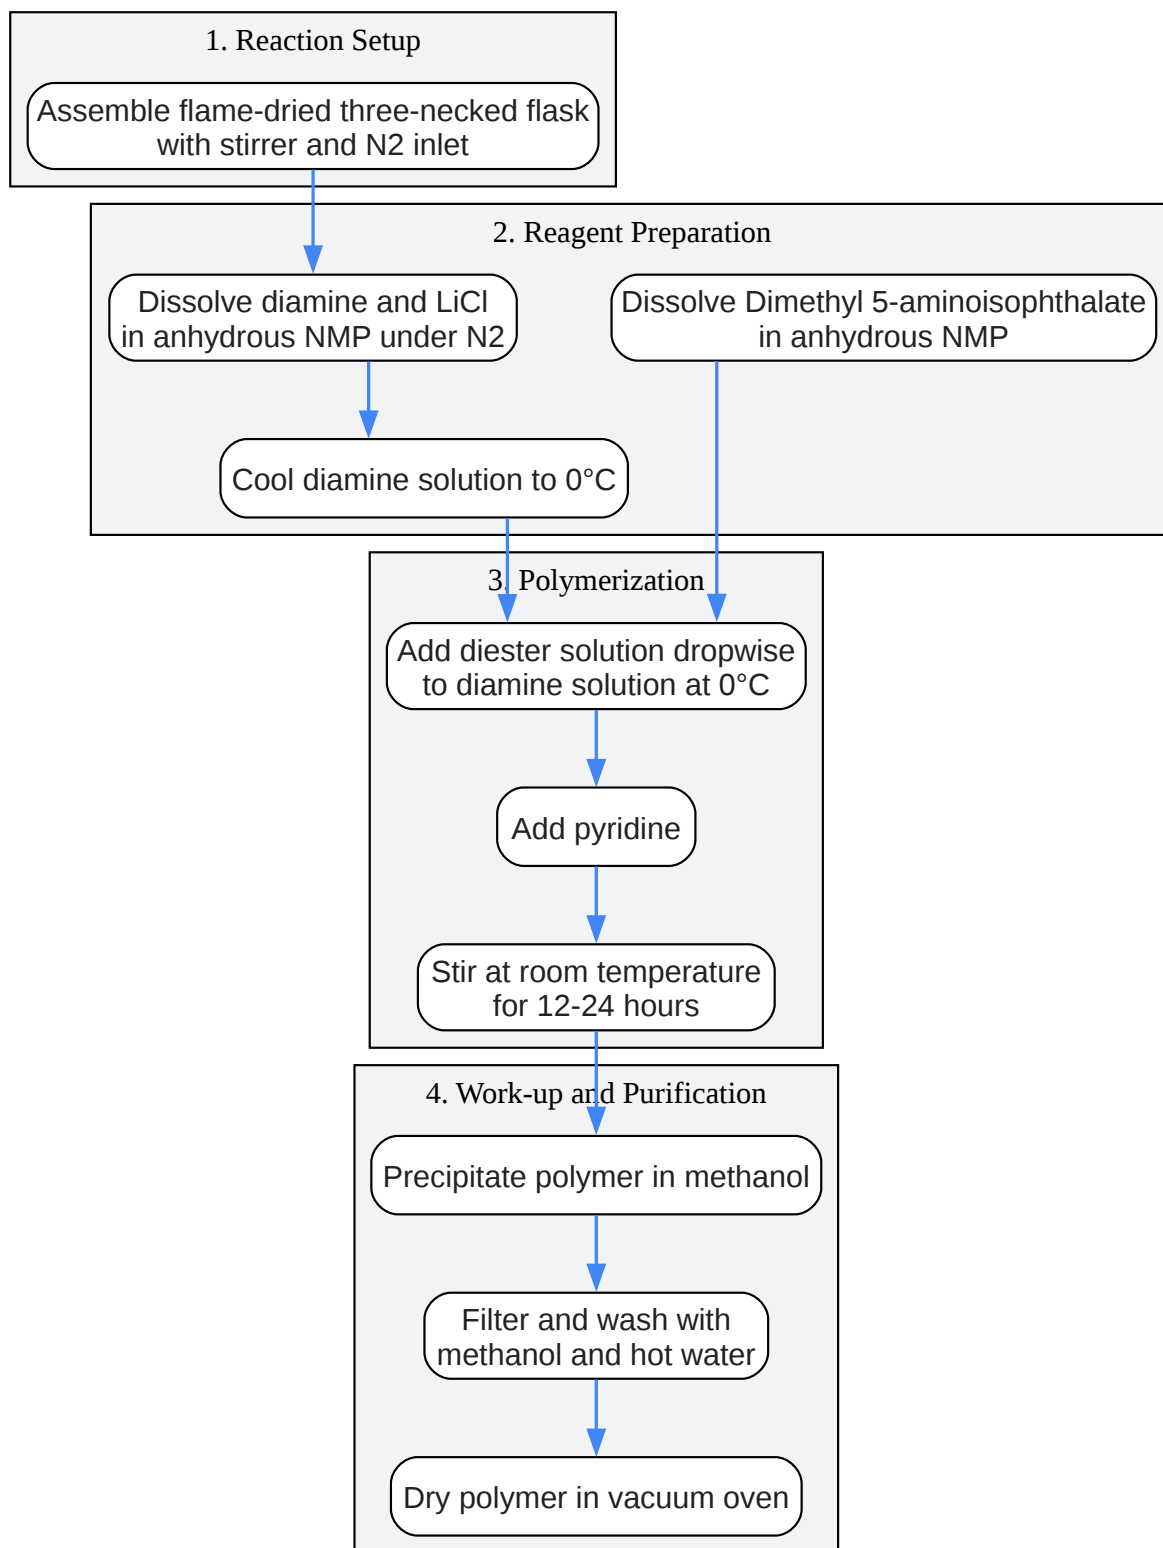 1. Reaction Setup
Assemble flame-dried three-necked flask
with stirrer and N2 inlet
2. Reagent Preparation
Dissolve diamine and LiCl
in anhydrous NMP under N2
Dissolve Dimethyl 5-aminoisophthalate
in anhydrous NMP
Cool diamine solution to 0°C
3. Polymerization
Add diester solution dropwise
to diamine solution at 0°C
Add pyridine
Stir at room temperature
for 12-24 hours
4. Work-up and Purification
Precipitate polymer in methanol
Filter and wash with
methanol and hot water
Dry polymer in vacuum oven